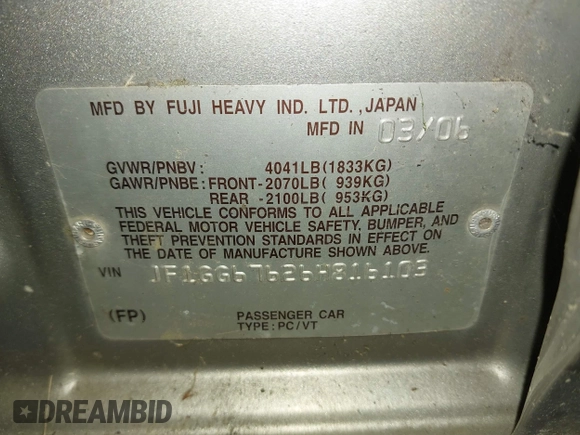 MFD BY FUJI HEAVY IND. LTD., JAPAN
MFD IN 03/06
GVWR/PNBV: 4041LB(1833KG)
GAWR/PNBE: FRONT-2070LB( 939KG)
REAR -2100LB( 953KG)
THIS VEHICLE CONFORMS TO ALL APPLICABLE
FEDERAL MOTOR VEHICLE SAFETY, BUMPER, AND
THEFT PREVENTION STANDARDS IN EFFECT ON
THE DATE OF MANUFACTURE SHOWN ABOVE.
VIN JF1GG67626H816103
(FP) PASSENGER CAR
TYPE: PC/VT
DREAMBID